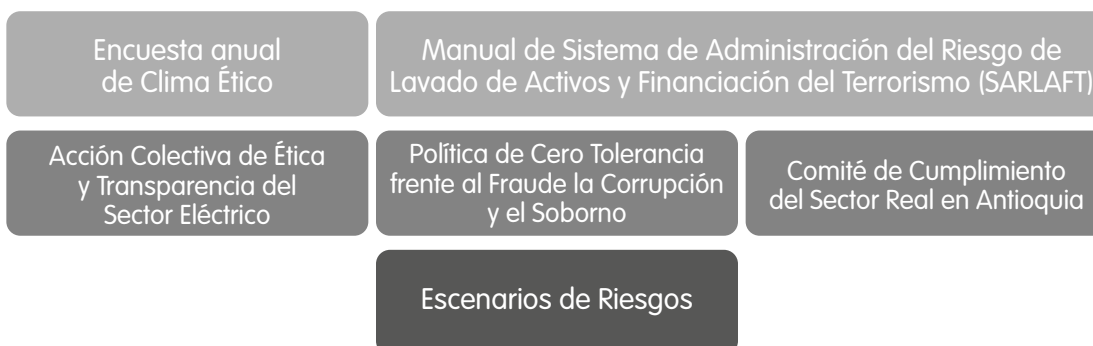 Encuesta anual
de Clima Ético
Manual de Sistema de Administración del Riesgo de
Lavado de Activos y Financiación del Terrorismo (SARLAFT)
Acción Colectiva de Ética
y Transparencia del
Sector Eléctrico
Política de Cero Tolerancia
frente al Fraude la Corrupción
y el Soborno
Comité de Cumplimiento
del Sector Real en Antioquia
Escenarios de Riesgos